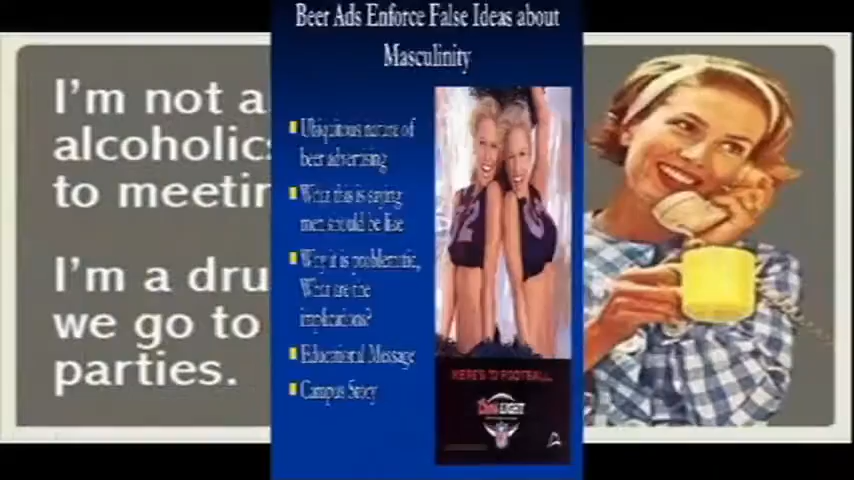 I'm not a
alcoholics
to meetin
I'm a dru
we go to
parties.
Beer Ads Enforce False Ideas about
Masculinity
Ubiquitous nature of
beer advertising
What this is saying
men should be like
Why it is problematic,
What are the
implications?
Educational Message
Campus Story
HERE'S TO FOOTBALL.
LIGHT